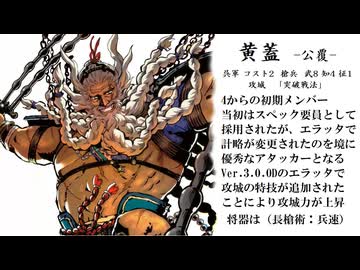 黄蓋 -公覆-
呉軍 コスト2 槍兵 武8 知4 征1
攻城 「突破戦法」
4からの初期メンバー
当初はスペック要員として
採用されたが、エラッタで
計略が変更されたのを境に
優秀なアタッカーとなる
Ver.3.0.0Dのエラッタで
攻城の特技が追加された
ことにより攻城力が上昇
将器は（長槍術：兵速）